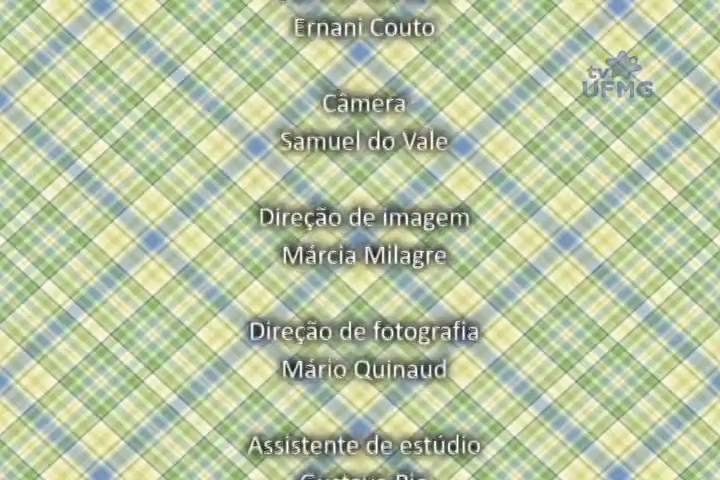 Ernani Couto
tv
UFMG
Câmera
Samuel do Vale
Direção de imagem
Márcia Milagre
Direção de fotografia
Mário Quinaud
Assistente de estúdio